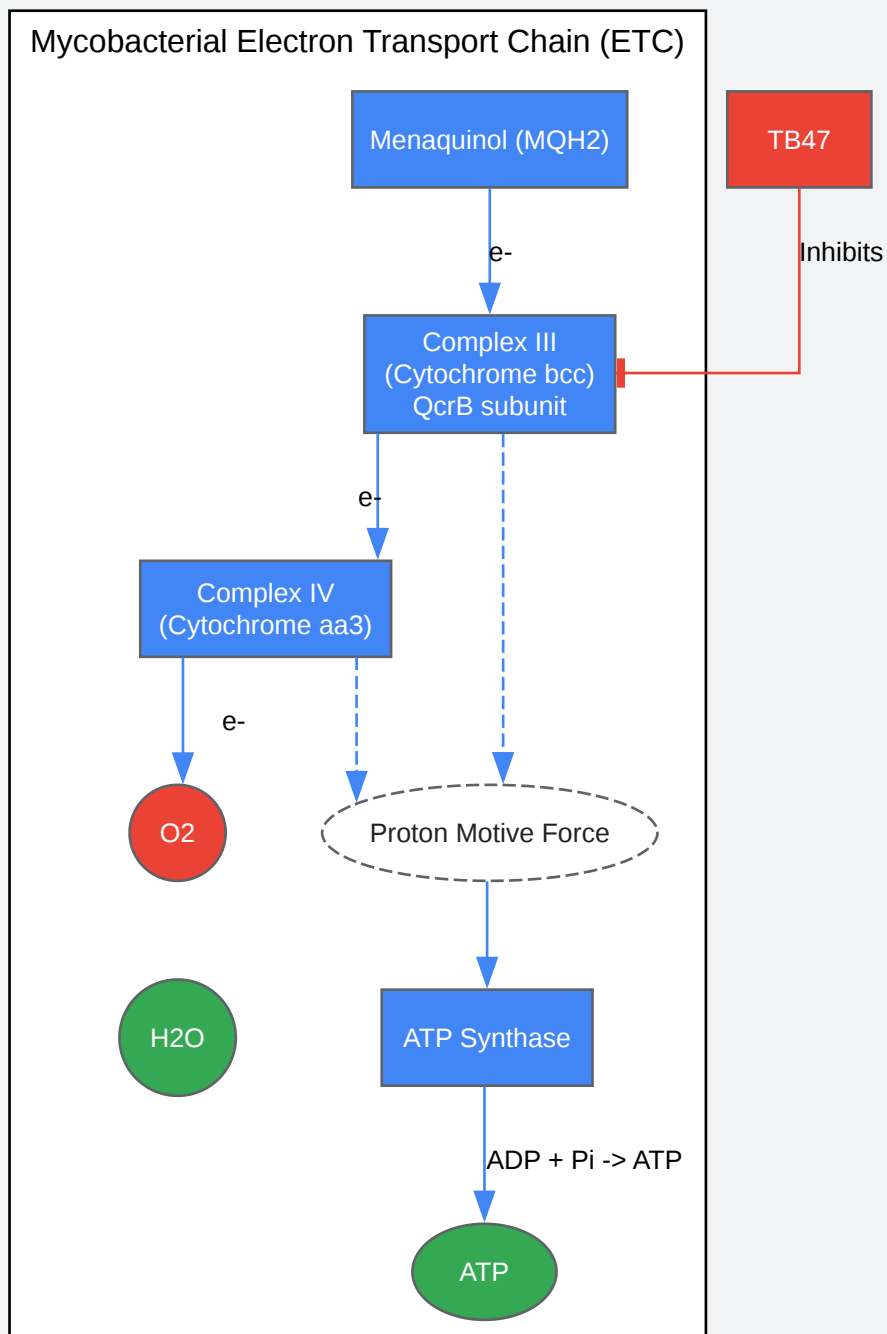 Mycobacterial Electron Transport Chain (ETC)
Menaquinol (MQH2)
TB47
e-
Inhibits
Complex III
(Cytochrome bcc)
QcrB subunit
e-
Complex IV
(Cytochrome aa3)
e-
O2
Proton Motive Force
H2O
ATP Synthase
ADP + Pi -> ATP
ATP